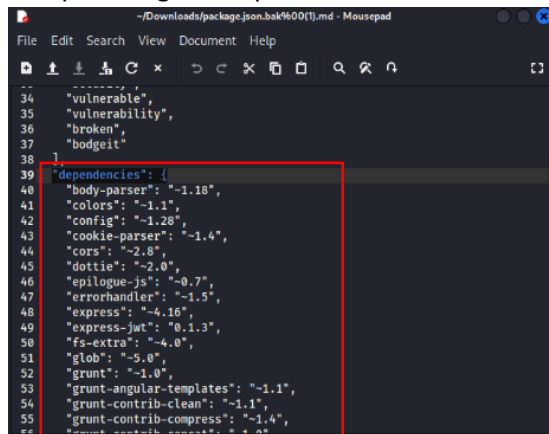 ~/Downloads/package.json.bak%00(1).md - Mousepad
File Edit Search View Document Help
34 "vulnerable",
35 "vulnerability",
36 "broken",
37 "bodgeit"
38 ],
39 "dependencies": {
40 "body-parser": "~1.18",
41 "colors": "~1.1",
42 "config": "~1.28",
43 "cookie-parser": "~1.4",
44 "cors": "~2.8",
45 "dottie": "~2.0",
46 "epilogue-js": "~0.7",
47 "errorhandler": "~1.5",
48 "express": "~4.16",
49 "express-jwt": "0.1.3",
50 "fs-extra": "~4.0",
51 "glob": "~5.0",
52 "grunt": "~1.0",
53 "grunt-angular-templates": "~1.1",
54 "grunt-contrib-clean": "~1.1",
55 "grunt-contrib-compress": "~1.4",